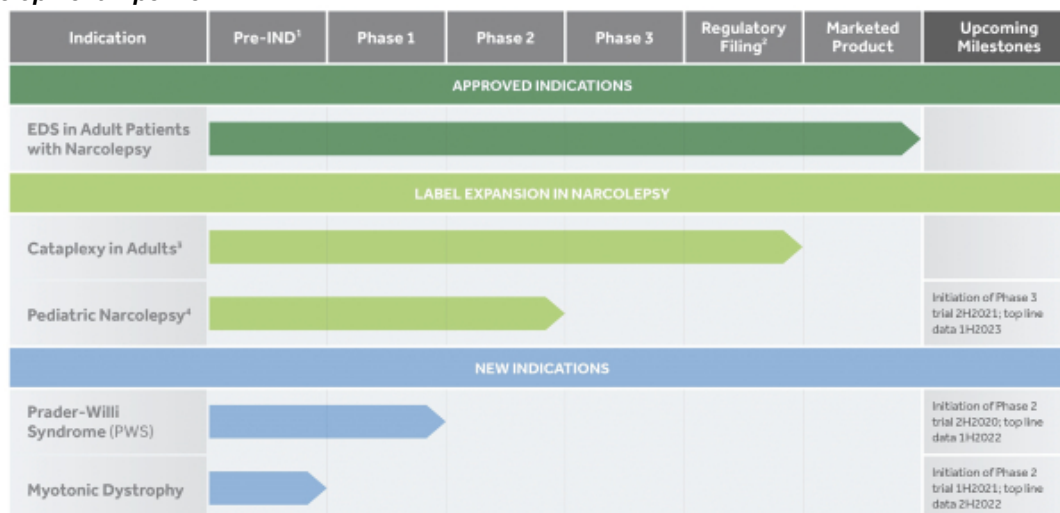 Indication
Pre-IND¹
Phase 1
Phase 2
Phase 3
Regulatory
Filing²
Marketed
Product
Upcoming
Milestones
APPROVED INDICATIONS
EDS in Adult Patients
with Narcolepsy
LABEL EXPANSION IN NARCOLEPSY
Cataplexy in Adults³
Pediatric Narcolepsy⁴
Initiation of Phase 3
trial 2H2021; top line
data 1H2023
NEW INDICATIONS
Prader-Willi
Syndrome (PWS)
Initiation of Phase 2
trial 2H2020; top line
data 1H2022
Myotonic Dystrophy
Initiation of Phase 2
trial 1H2021; top line
data 2H2022